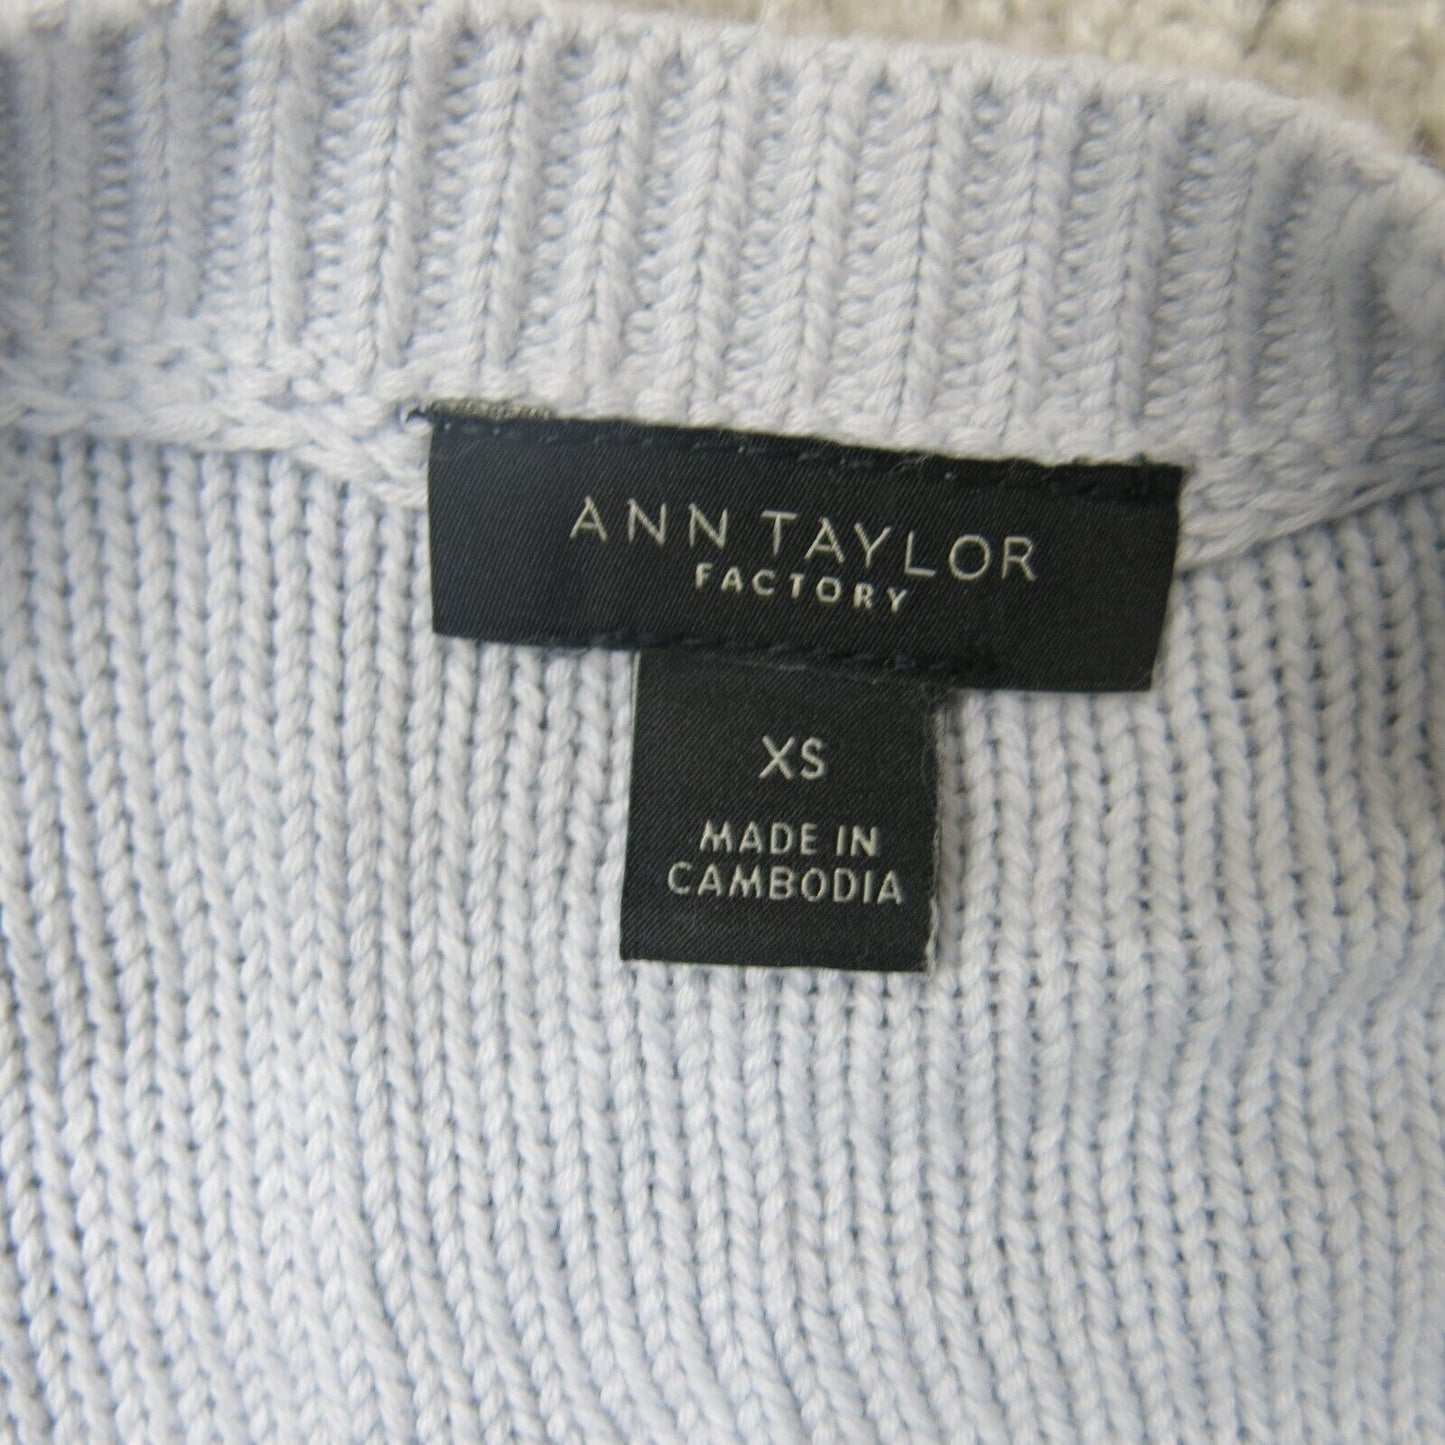 ANN TAYLOR
FACTORY
XS
MADE IN
CAMBODIA